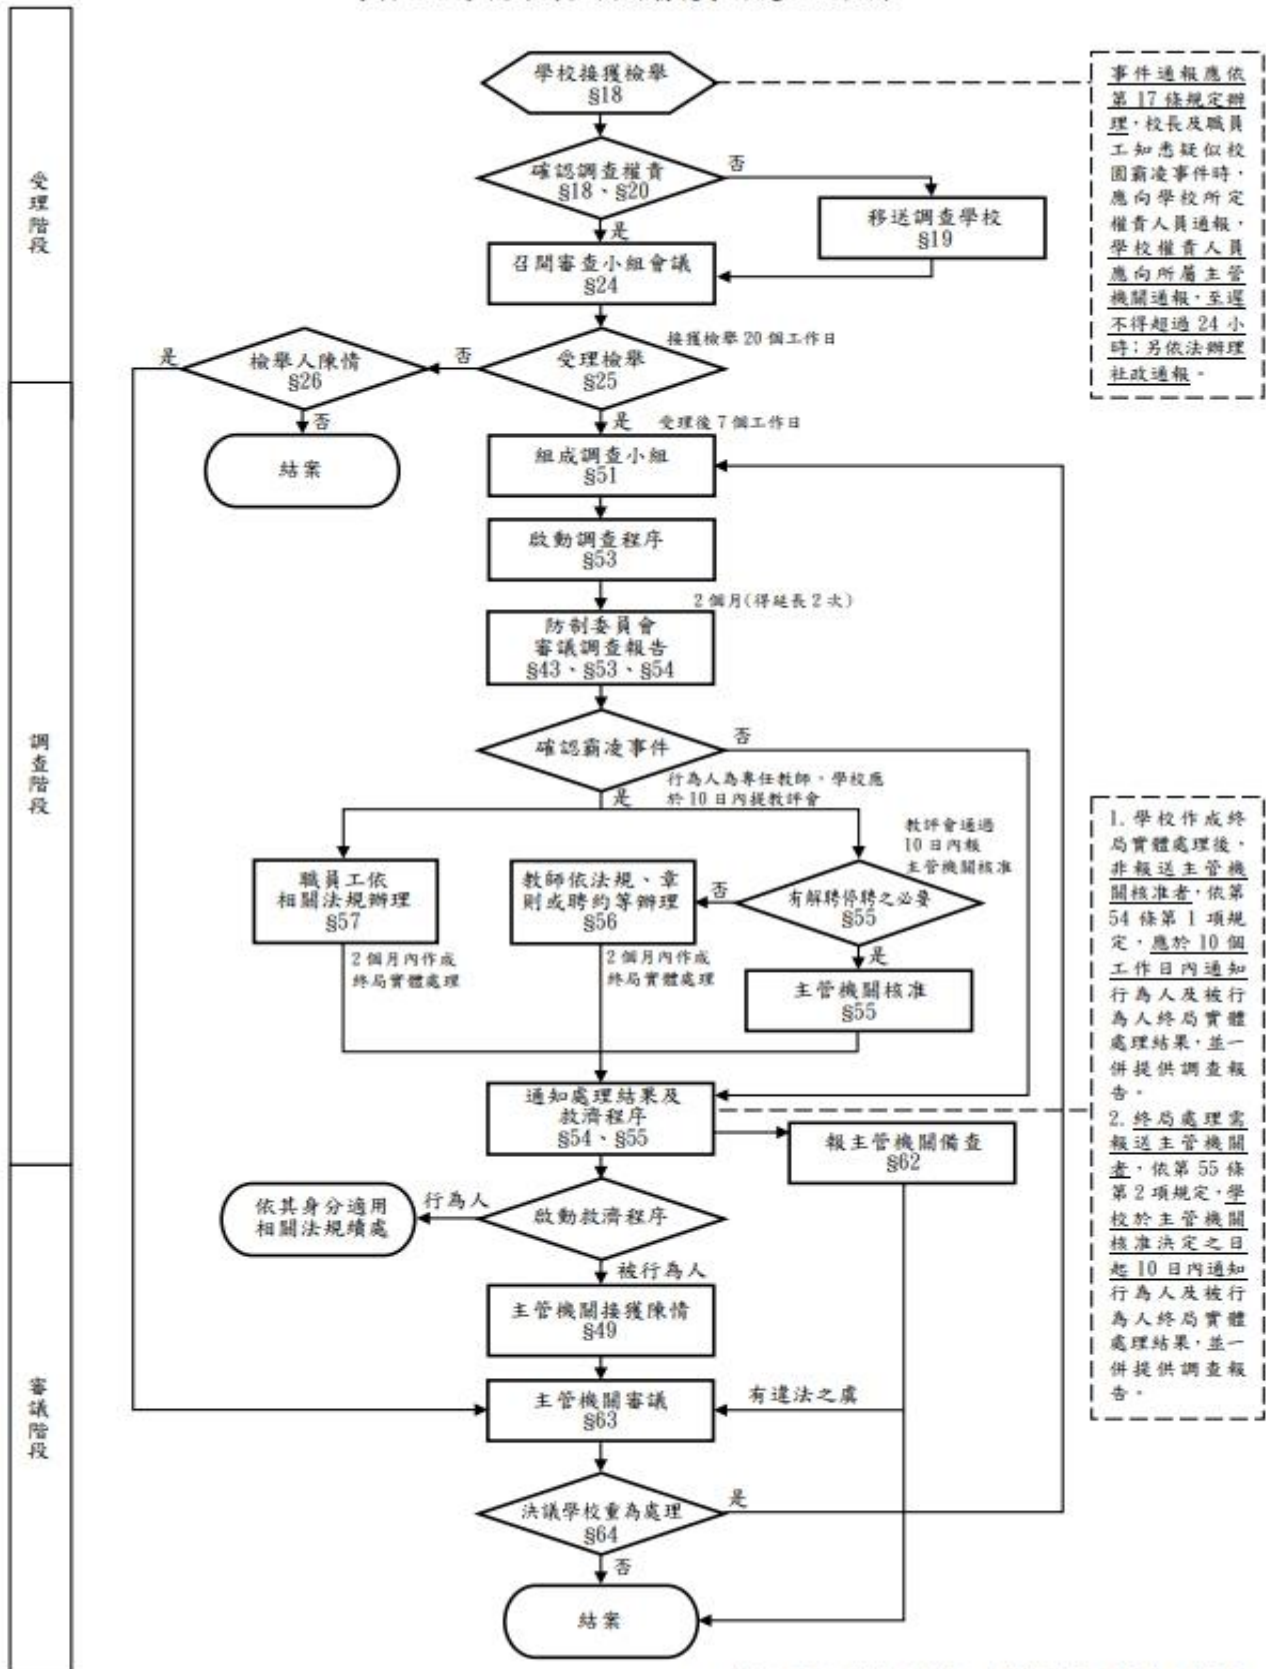 受理階段
調查階段
審議階段
學校接獲檢舉
§18
確認調查權責
§18、§20
否
是
移送調查學校
§19
召開審查小組會議
§24
接獲檢舉 20 個工作日
受理檢舉
§25
否
檢舉人陳情
§26
是
否
結案
是
受理後 7 個工作日
組成調查小組
§51
啟動調查程序
§53
2 個月(得延長 2 次)
防制委員會
審議調查報告
§43、§53、§54
確認霸凌事件
否
是
行為人為專任教師，學校應
於 10 日內提教評會
教評會通過
10 日內報
主管機關核准
職員工依
相關法規辦理
§57
教師依法規、章
則或聘約等辦理
§56
否
有解聘停聘之必要
§55
是
2 個月內作成
終局實體處理
2 個月內作成
終局實體處理
主管機關核准
§55
通知處理結果及
救濟程序
§54、§55
報主管機關備查
§62
依其身分適用
相關法規續處
行為人
啟動救濟程序
被行為人
主管機關接獲陳情
§49
主管機關審議
§63
有違法之虞
決議學校重為處理
§64
是
否
結案
事件通報應依
第 17 條規定辦
理，校長及職員
工知悉疑似校
園霸凌事件時，
應向學校所定
權責人員通報，
學校權責人員
應向所屬主管
機關通報，至遲
不得超過 24 小
時；另依法辦理
社政通報。
1. 學校作成終
局實體處理後，
非報送主管機
關核准者，依第
54 條第 1 項規
定，應於 10 個
工作日內通知
行為人及被行
為人終局實體
處理結果，並一
併提供調查報
告。
2. 終局處理需
報送主管機關
者，依第 55 條
第 2 項規定，學
校於主管機關
核准決定之日
起 10 日內通知
行為人及被行
為人終局實體
處理結果，並一
併提供調查報
告。